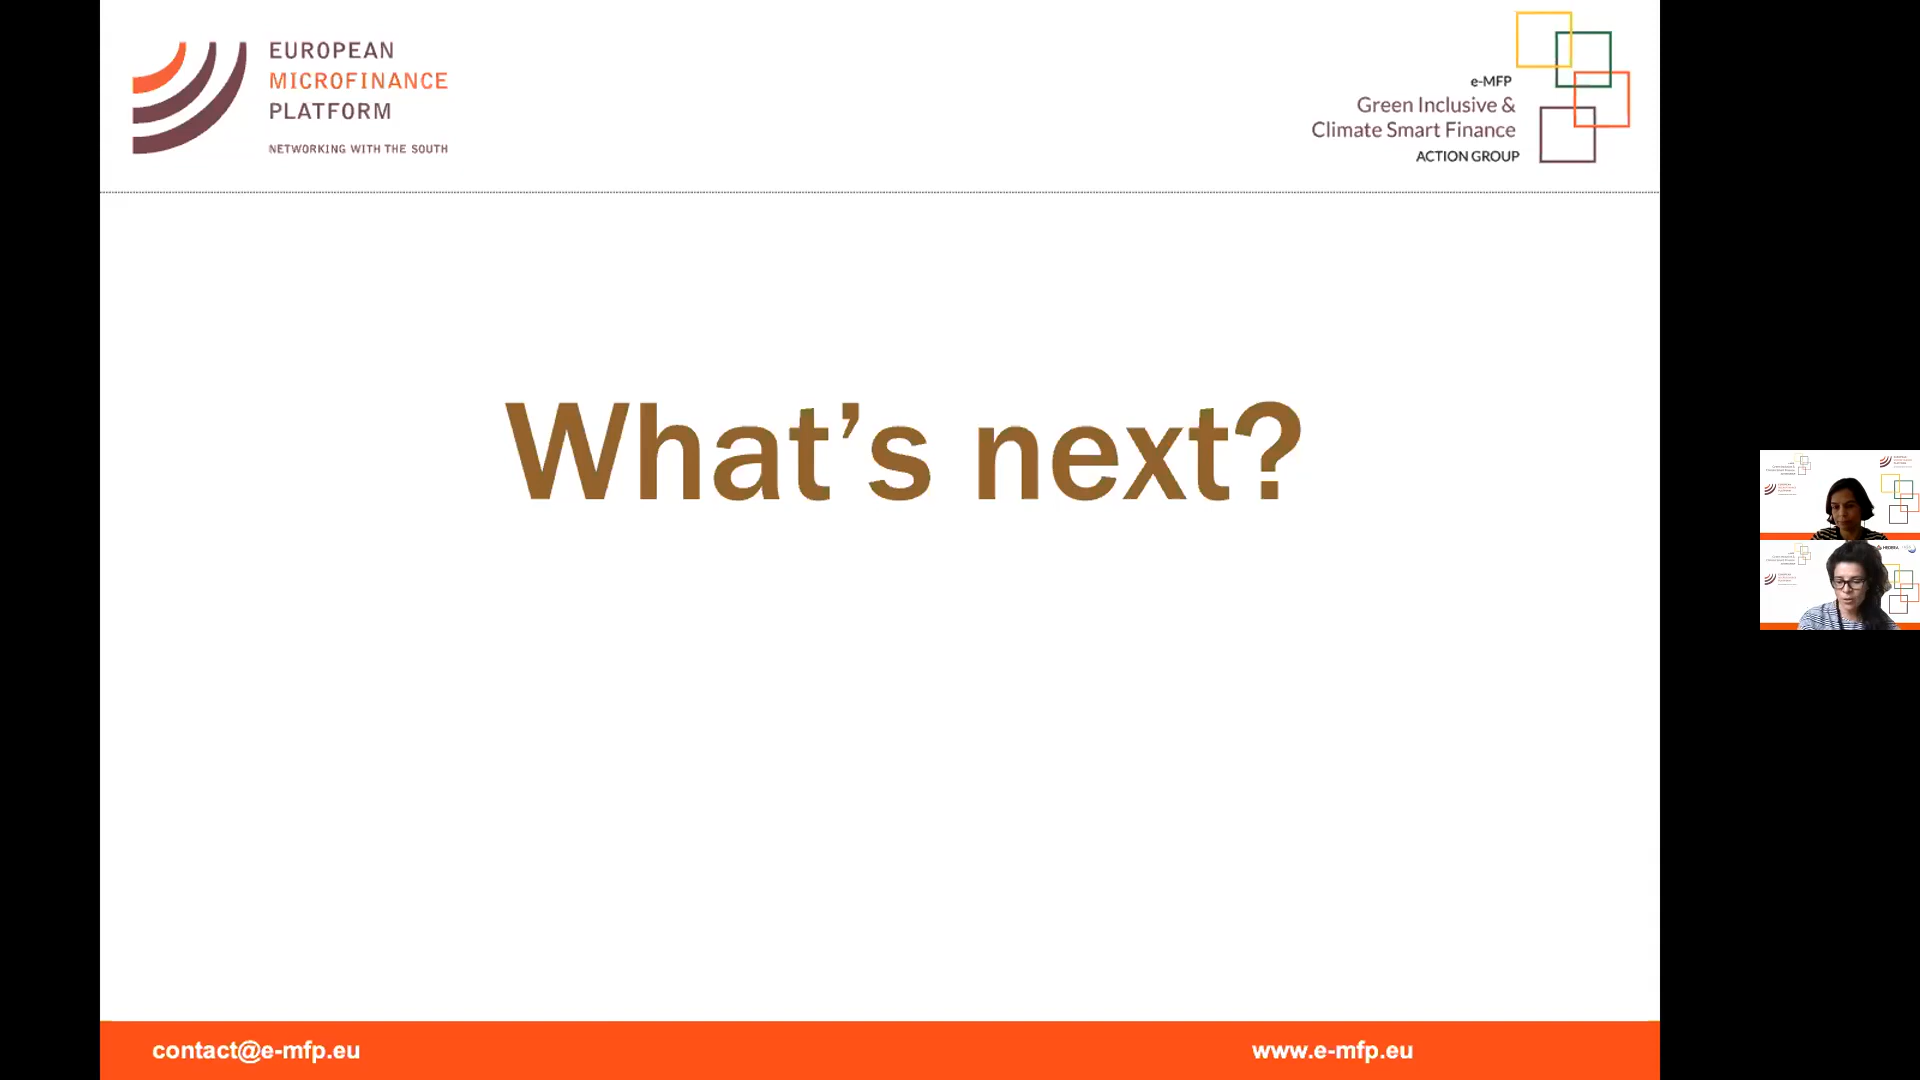 EUROPEAN
MICROFINANCE
PLATFORM
NETWORKING WITH THE SOUTH
e-MFP
Green Inclusive &
Climate Smart Finance
ACTION GROUP
What’s next?
contact@e-mfp.eu
www.e-mfp.eu